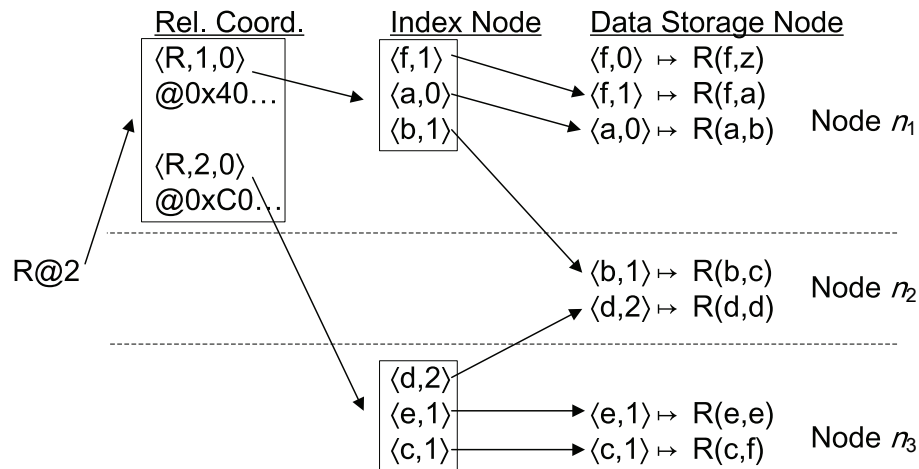 Rel. Coord. Index Node Data Storage Node
⟨R,1,0⟩ ⟨f,1⟩ ⟨f,0⟩ ↦ R(f,z)
@0x40… ⟨a,0⟩ ⟨f,1⟩ ↦ R(f,a)
⟨b,1⟩ ⟨a,0⟩ ↦ R(a,b) Node n₁
⟨R,2,0⟩
@0xC0…
R@2 ⟨b,1⟩ ↦ R(b,c) Node n₂
⟨d,2⟩ ↦ R(d,d)
⟨d,2⟩
⟨e,1⟩ ⟨e,1⟩ ↦ R(e,e)
⟨c,1⟩ ⟨c,1⟩ ↦ R(c,f) Node n₃